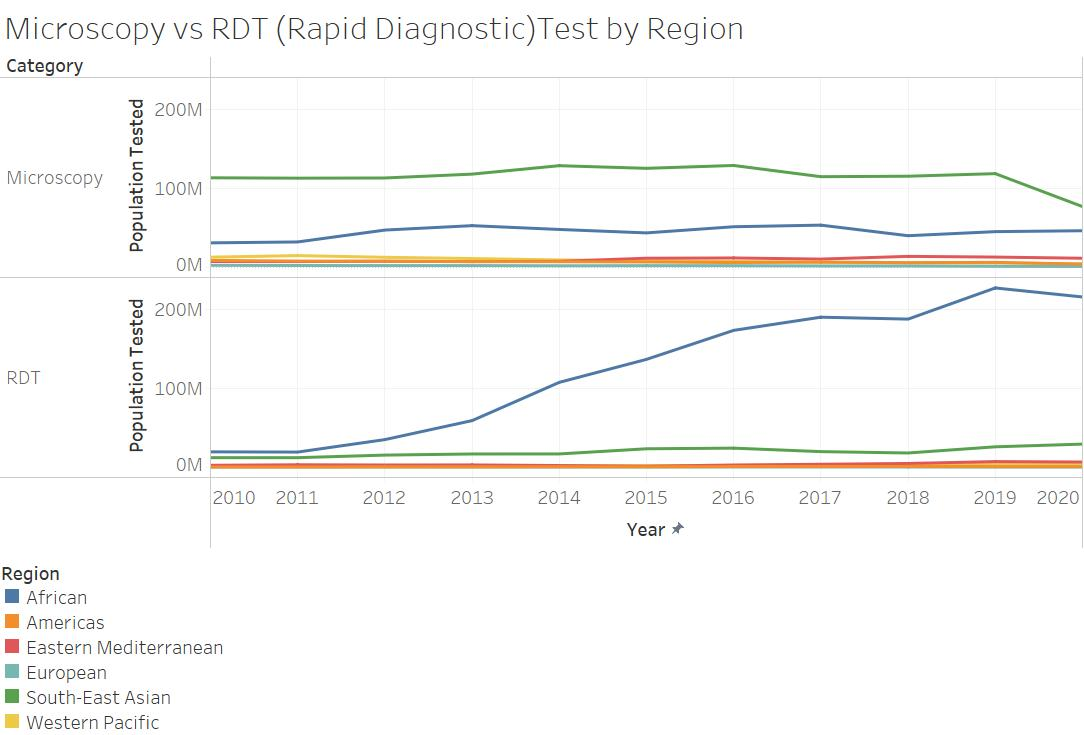 Microscopy vs RDT (Rapid Diagnostic)Test by Region
Category
Microscopy
Population Tested
200M
100M
0M
RDT
Population Tested
200M
100M
0M
2010 2011 2012 2013 2014 2015 2016 2017 2018 2019 2020
Year
Region
African
Americas
Eastern Mediterranean
European
South-East Asian
Western Pacific